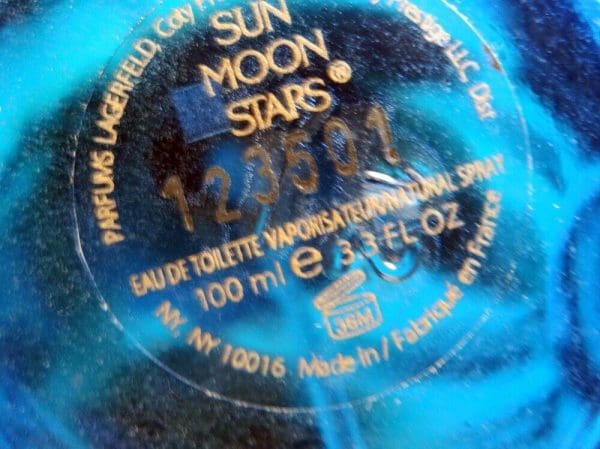 PARFUMS LAGERFELD, Coty
Prestige LLC. Dist
SUN
MOON
STARS®
123501
EAU DE TOILETTE VAPORISATEUR/NATURAL SPRAY
100 ml e 3.3 FL OZ
36M
NY, NY 10016 Made in / Fabriqué en France